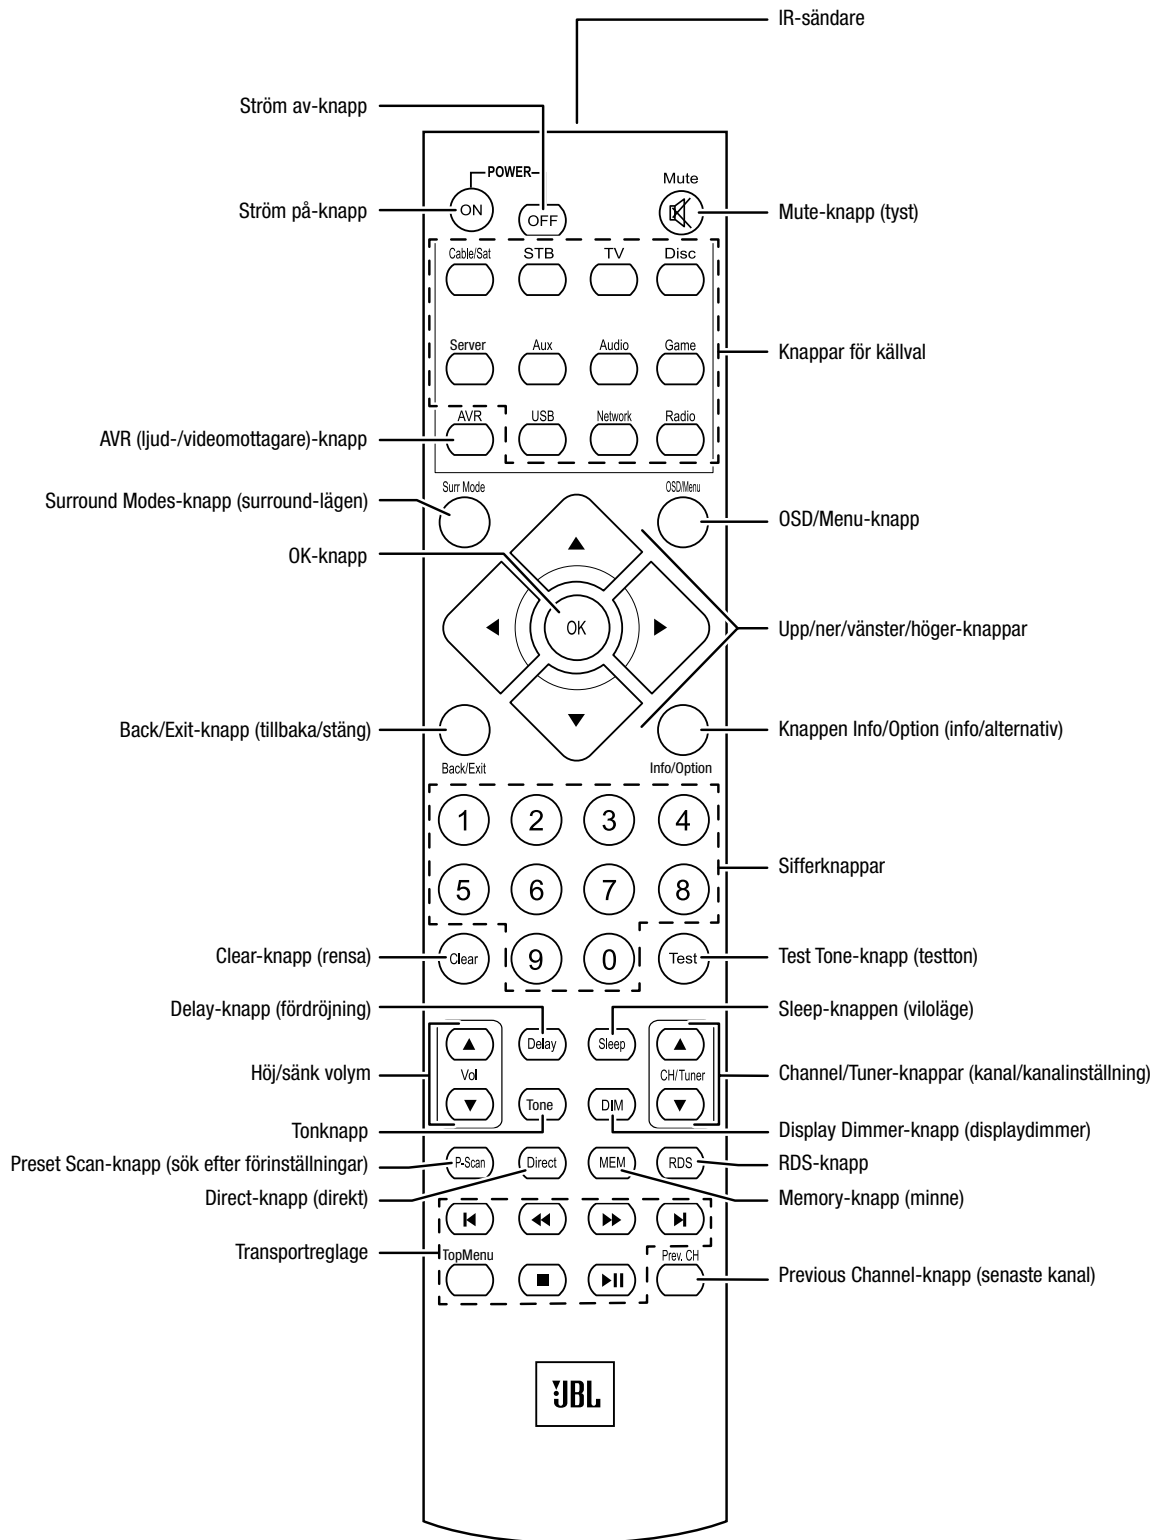 IR-sändare
Ström av-knapp
POWER
Mute
Ström på-knapp
ON
OFF
Mute-knapp (tyst)
Cable/Sat
STB
TV
Disc
Server
Aux
Audio
Game
Knappar för källval
AVR
USB
Network
Radio
AVR (ljud-/videomottagare)-knapp
Surr Mode
OSD/Menu
Surround Modes-knapp (surround-lägen)
OSD/Menu-knapp
OK-knapp
OK
Upp/ner/vänster/höger-knappar
Back/Exit-knapp (tillbaka/stäng)
Knappen Info/Option (info/alternativ)
Back/Exit
Info/Option
1 2 3 4
Sifferknappar
5 6 7 8
Clear-knapp (rensa)
Clear
9 0
Test
Test Tone-knapp (testton)
Delay-knapp (fördröjning)
Sleep-knappen (viloläge)
Delay
Sleep
Höj/sänk volym
Vol
CH/Tuner
Channel/Tuner-knappar (kanal/kanalinställning)
Tone
DIM
Tonknapp
Display Dimmer-knapp (displaydimmer)
Preset Scan-knapp (sök efter förinställningar)
P-Scan
Direct
MEM
RDS
RDS-knapp
Direct-knapp (direkt)
Memory-knapp (minne)
Transportreglage
TopMenu
Prev. CH
Previous Channel-knapp (senaste kanal)
JBL